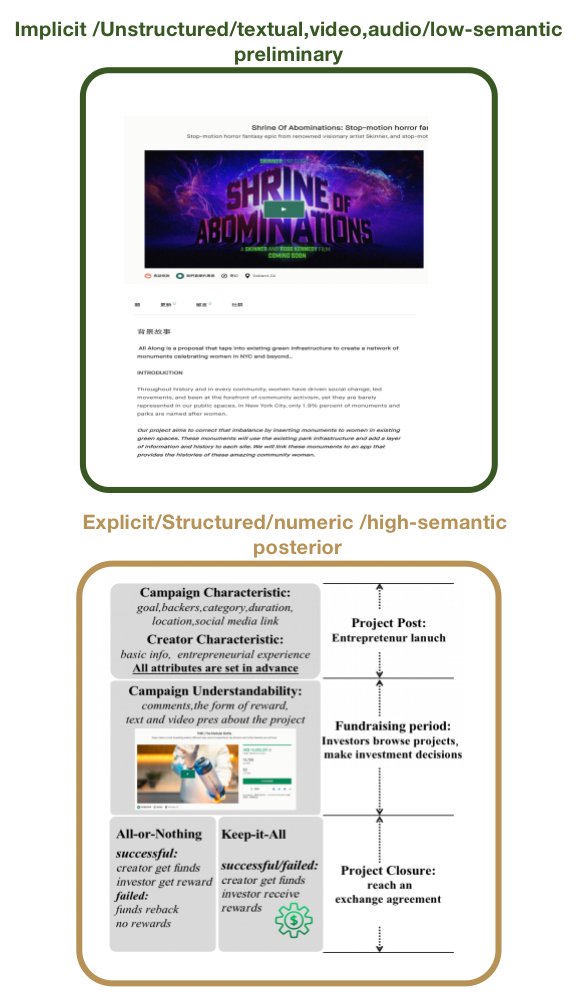 Implicit /Unstructured/textual,video,audio/low-semantic
preliminary
Shrine Of Abominations: Stop-motion horror fa
Stop-motion horror fantasy epic from renowned visionary artist Skinner, and stop-mot
SHRINE OF
ABOMINATIONS
A SKINNER AND RUSS KENNEDY FILM
COMING SOON
Oakland, CA
背景故事
All Along is a proposal that taps into existing green infrastructure to create a network of
monuments celebrating women in NYC and beyond...
INTRODUCTION
Throughout history and in every community, women have driven social change, led
movements, and been at the forefront of community activism, yet they are barely
represented in our public spaces. In New York City, only 1.9% percent of monuments and
parks are named after women.
Our project aims to correct that imbalance by inserting monuments to women in existing
green spaces. These monuments will use the existing park infrastructure and add a layer
of information and history to each site. We will link these monuments to an app that
provides the histories of these amazing community women.
Explicit/Structured/numeric /high-semantic
posterior
Campaign Characteristic:
goal,backers,category,duration,
location,social media link
Creator Characteristic:
basic info, entrepreneurial experience
All attributes are set in advance
Project Post:
Entrepretenur lanuch
Campaign Understandability:
comments,the form of reward,
text and video pres about the project
Fundraising period:
Investors browse projects,
make investment decisions
All-or-Nothing
successful:
creator get funds
investor get reward
failed:
funds reback
no rewards
Keep-it-All
successful/failed:
creator get funds
investor receive
rewards
$
Project Closure:
reach an
exchange agreement